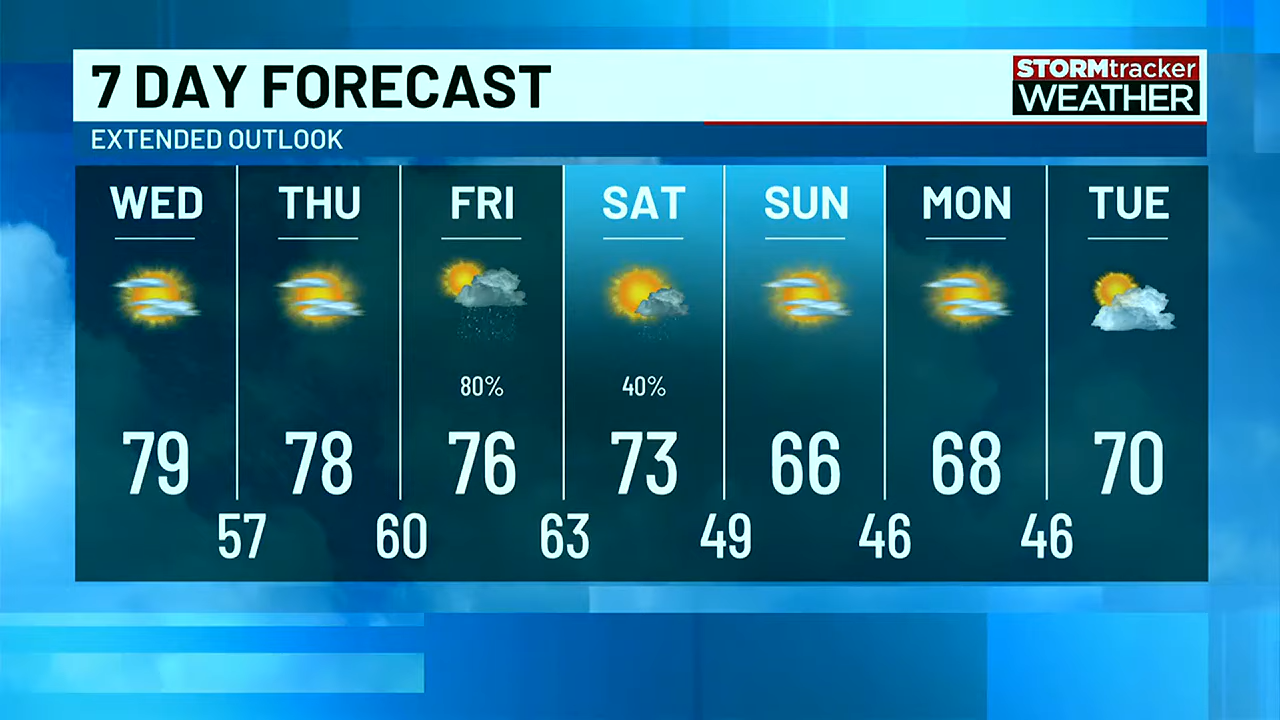 7 DAY FORECAST
STORMtracker
WEATHER
EXTENDED OUTLOOK
WED THU FRI SAT SUN MON TUE
80% 40%
79 78 76 73 66 68 70
57 60 63 49 46 46